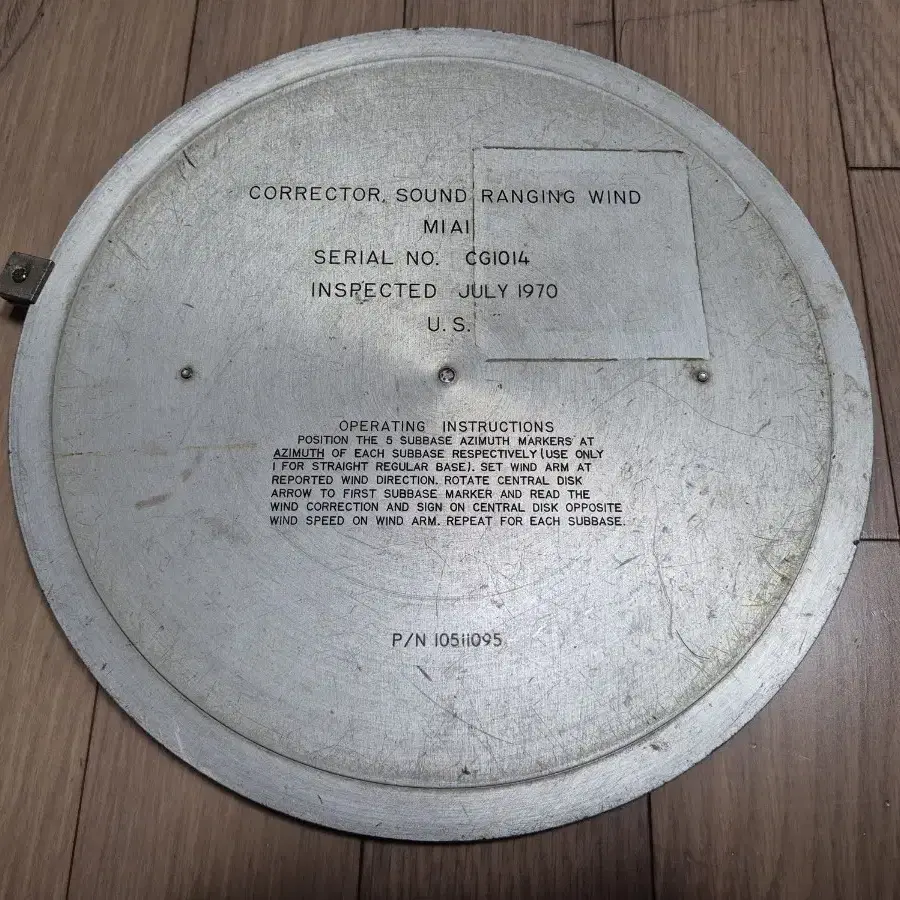 CORRECTOR, SOUND RANGING WIND
M1A1
SERIAL NO. CG1014
INSPECTED JULY 1970
U. S.
OPERATING INSTRUCTIONS
POSITION THE 5 SUBBASE AZIMUTH MARKERS AT
AZIMUTH OF EACH SUBBASE RESPECTIVELY (USE ONLY
1 FOR STRAIGHT REGULAR BASE). SET WIND ARM AT
REPORTED WIND DIRECTION. ROTATE CENTRAL DISK
ARROW TO FIRST SUBBASE MARKER AND READ THE
WIND CORRECTION AND SIGN ON CENTRAL DISK OPPOSITE
WIND SPEED ON WIND ARM. REPEAT FOR EACH SUBBASE.
P/N 10511095